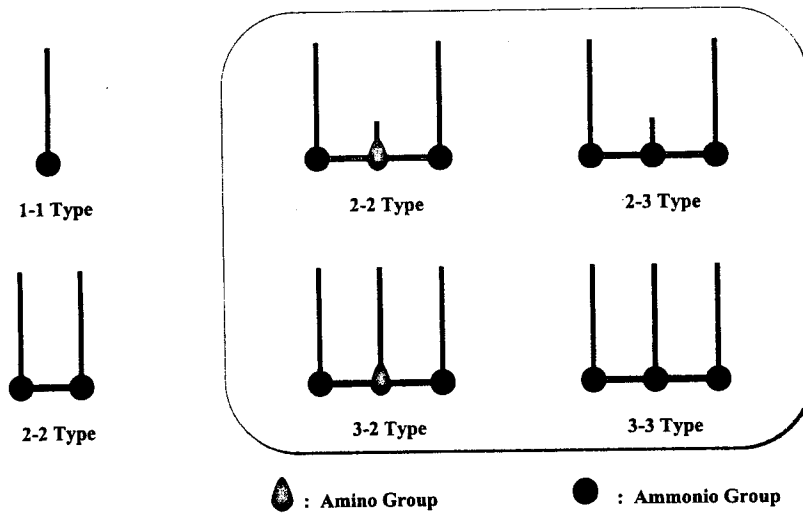 1-1 Type
2-2 Type
2-3 Type
2-2 Type
3-2 Type
3-3 Type
: Amino Group
: Ammonio Group